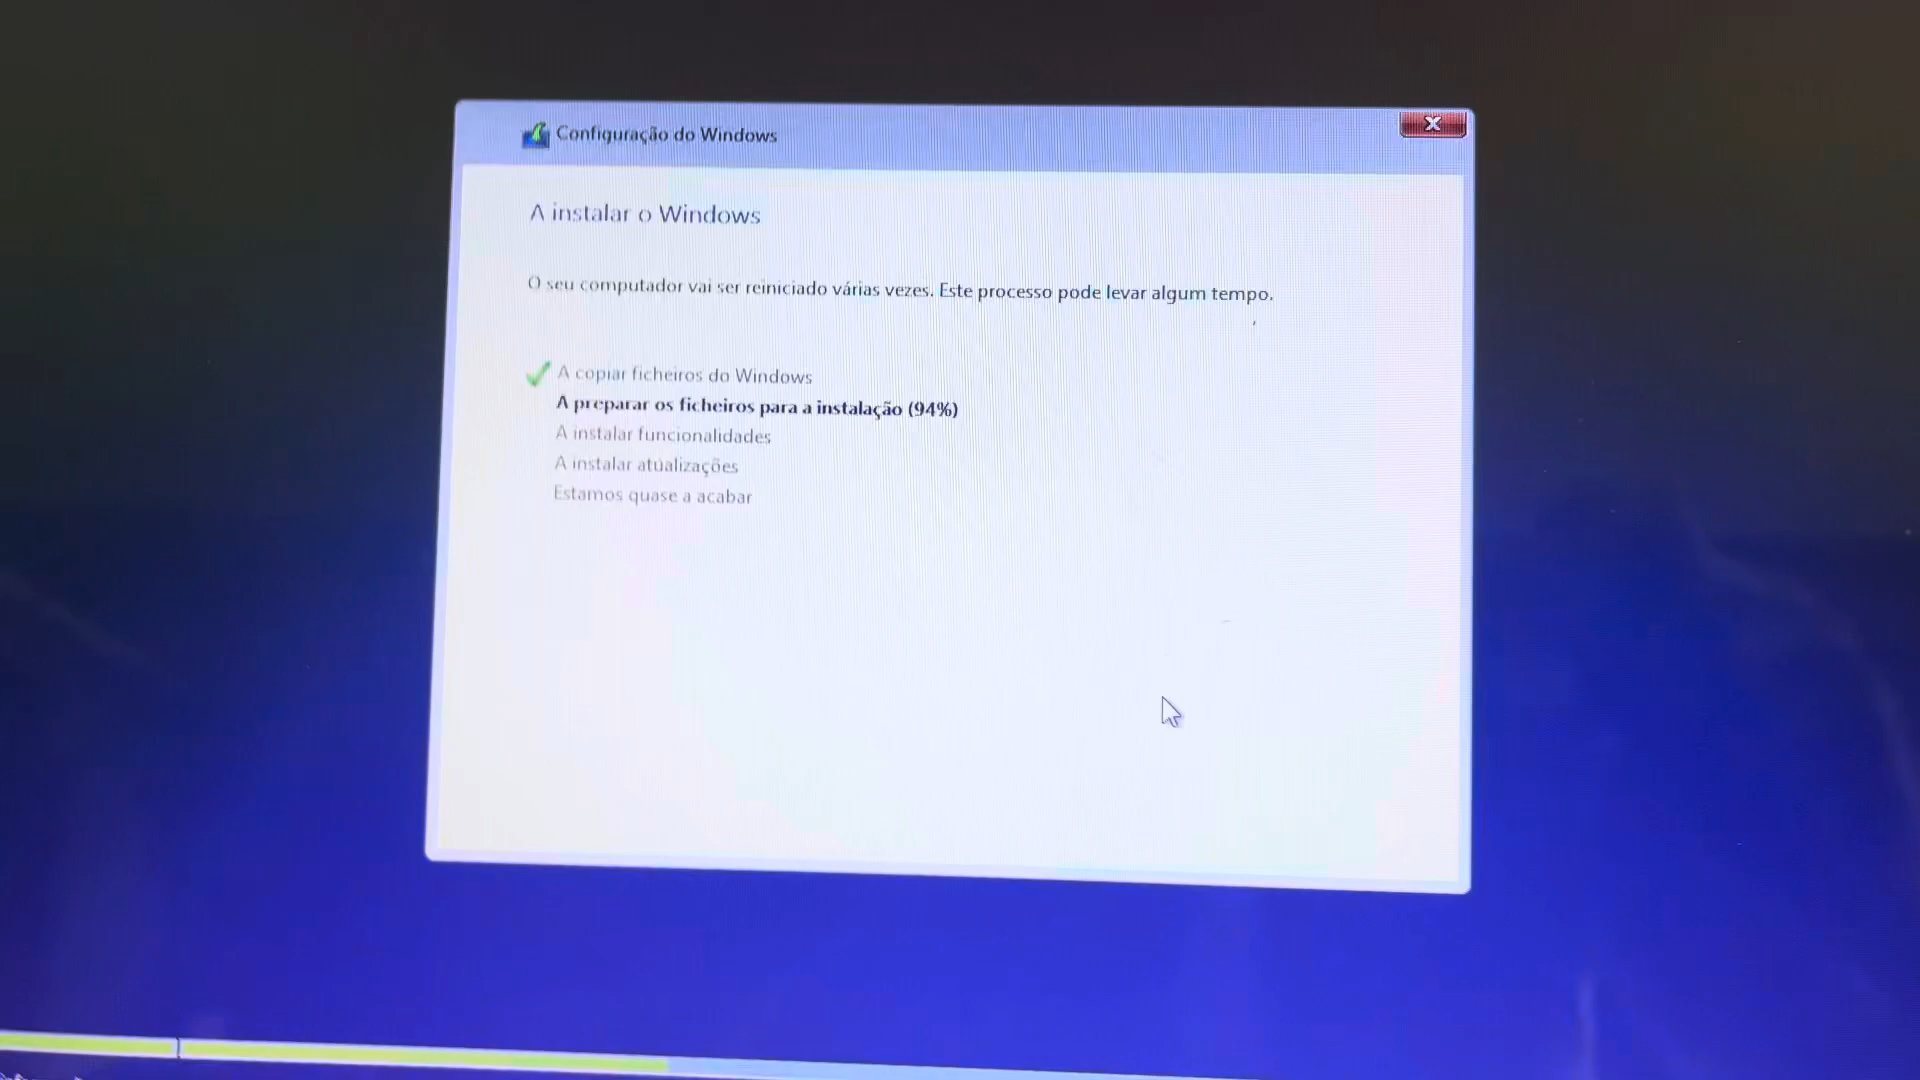 Configuração do Windows
A instalar o Windows
O seu computador vai ser reiniciado várias vezes. Este processo pode levar algum tempo.
A copiar ficheiros do Windows
A preparar os ficheiros para a instalação (94%)
A instalar funcionalidades
A instalar atualizações
Estamos quase a acabar